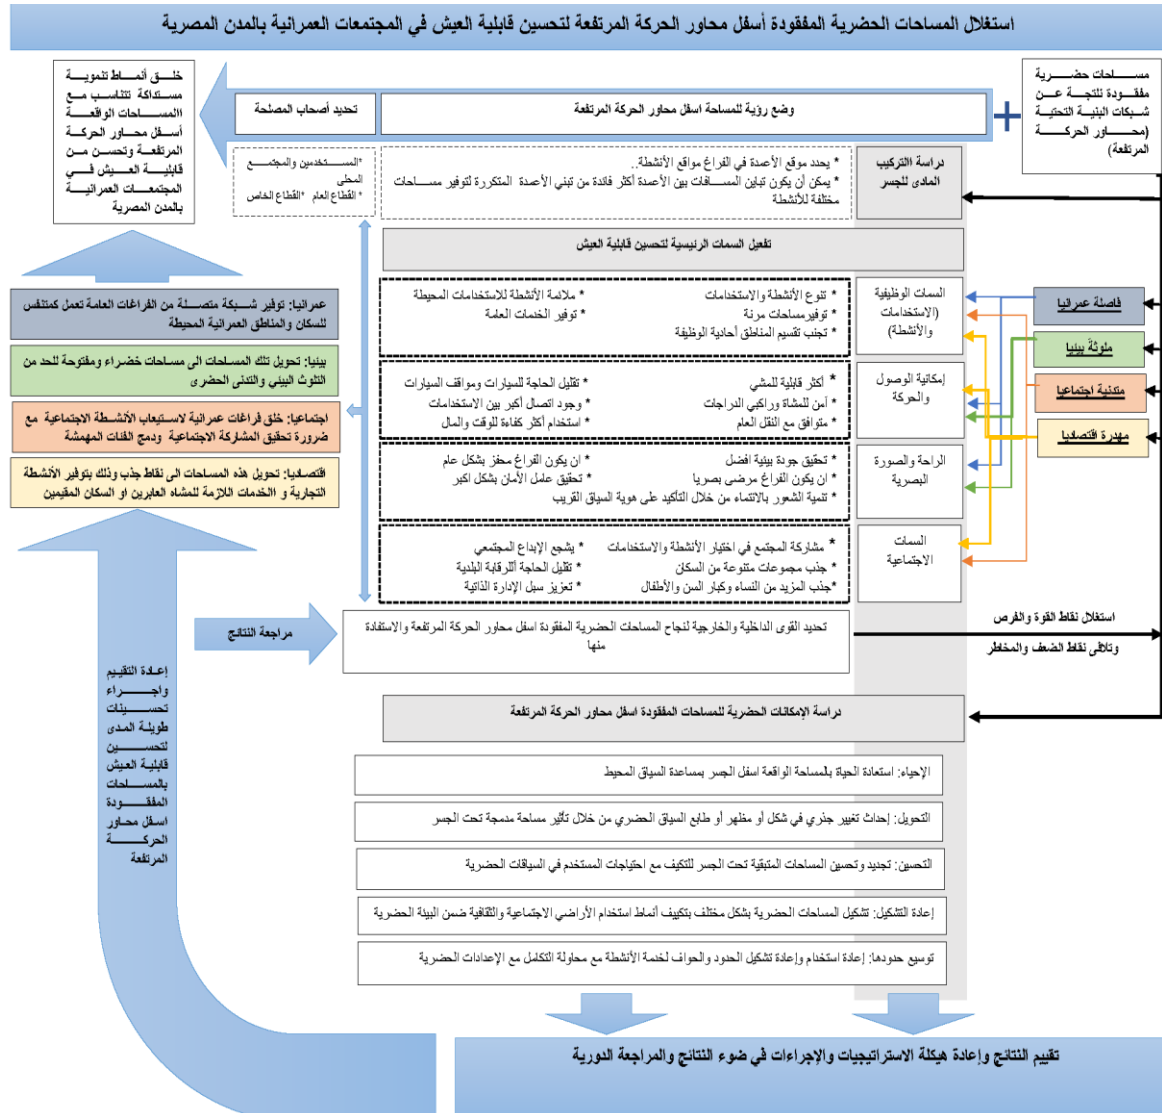 استغلال المساحات الحضرية المفقودة أسفل محاور الحركة المرتفعة لتحسين قابلية العيش في المجتمعات العمرانية بالمدن المصرية
مساحات حضرية
مفقودة ناتجة عن
شبكات البنية التحتية
(محاور الحركة
المرتفعة)
+
وضع رؤية للمساحة اسفل محاور الحركة المرتفعة
تحديد أصحاب المصلحة
خلق أنماط تنموية
مستداكة تتناسب مع
االمساحات الواقعة
أسفل محاور الحركة
المرتفعة وتحسن من
قابلية العيش في
المجتمعات العمرانية
بالمدن المصرية
دراسة االتركيب
المادى للجسر
* يحدد موقع الأعمدة في الفراغ مواقع الأنشطة..
* يمكن أن يكون تباين المسافات بين الأعمدة أكثر فائدة من تبني الأعمدة المتكررة لتوفير مساحات
مختلفة للأنشطة
*المستخدمين والمجتمع
المحلى
* القطاع العام *القطاع الخاص
تفعيل السمات الرئيسية لتحسين قابلية العيش
السمات الوظيفية
(الاستخدامات
والأنشطة)
* تنوع الأنشطة والاستخدامات
* توفيرمساحات مرنة
* تجنب تقسيم المناطق أحادية الوظيفة
* ملائمة الأنشطة للاستخدامات المحيطة
* توفير الخدمات العامة
إمكانية الوصول
والحركة
* أكثر قابلية للمشي
* أمن للمشاة وراكبي الدراجات
* متوافق مع النقل العام
* تقليل الحاجة للسيارات ومواقف السيارات
* وجود اتصال أكبر بين الاستخدامات
* استخدام أكثر كفاءة للوقت والمال
الراحة والصورة
البصرية
* تحقيق جودة بيئية افضل
* ان يكون الفراغ مرضى بصريا
* تنمية الشعور بالانتماء من خلال التأكيد على هوية السياق القريب
* ان يكون الفراغ محفز بشكل عام
* تحقيق عامل الأمان بشكل اكبر
السمات
الاجتماعية
* مشاركة المجتمع في اختيار الأنشطة والاستخدامات
* جذب مجموعات متنوعة من السكان
*جذب المزيد من النساء وكبار السن والأطفال
* يشجع الإبداع المجتمعي
* تقليل الحاجة أللرقابة البلدية
* تعزيز سبل الإدارة الذاتية
فاصلة عمرانيا
ملوثة بيئيا
متدنية اجتماعيا
مهدرة اقتصاديا
عمرانيا: توفير شبكة متصلة من الفراغات العامة تعمل كمتنفس
للسكان والمناطق العمرانية المحيطة
بيئيا: تحويل تلك المساحات الى مساحات خضراء ومفتوحة للحد من
التلوث البيئي والتدنى الحضرى
اجتماعيا: خلق فراغات عمرانية لاستيعاب الأنشطة الاجتماعية مع
ضرورة تحقيق المشاركة الاجتماعية ودمج الفئات المهمشة
اقتصاديا: تحويل هذه المساحات الى نقاط جذب وذلك بتوفير الأنشطة
التجارية و االخدمات اللازمة للمشاه العابرين او السكان المقيمين
تحديد القوى الداخلية والخارجية لنجاح المساحات الحضرية المفقودة اسفل محاور الحركة المرتفعة والاستفادة
منها
مراجعة النتائج
استغلال نقاط القوة والفرص
وتلافى نقاط الضعف والمخاطر
إعادة التقييم
واجراء
تحسينات
طويلة المدى
لتحسين
قابلية العيش
بالمساحات
المفقودة
اسفل محاور
الحركة
المرتفعة
دراسة الإمكانات الحضرية للمساحات المفقودة اسفل محاور الحركة المرتفعة
الإحياء: استعادة الحياة بالمساحة الواقعة اسفل الجسر بمساعدة السياق المحيط
التحويل: إحداث تغيير جذري في شكل أو مظهر أو طابع السياق الحضري من خلال تأثير مساحة مدمجة تحت الجسر
التحسين: تجديد وتحسين المساحات المتبقية تحت الجسر للتكيف مع احتياجات المستخدم في السياقات الحضرية
إعادة التشكيل: تشكيل المساحات الحضرية بشكل مختلف بتكييف أنماط استخدام الأراضي الاجتماعية والثقافية ضمن البيئة الحضرية
توسيع حدودها: إعادة استخدام وإعادة تشكيل الحدود والحواف لخدمة الأنشطة مع محاولة التكامل مع الإعدادات الحضرية
تقييم النتائج وإعادة هيكلة الاستراتيجيات والإجراءات في ضوء النتائج والمراجعة الدورية